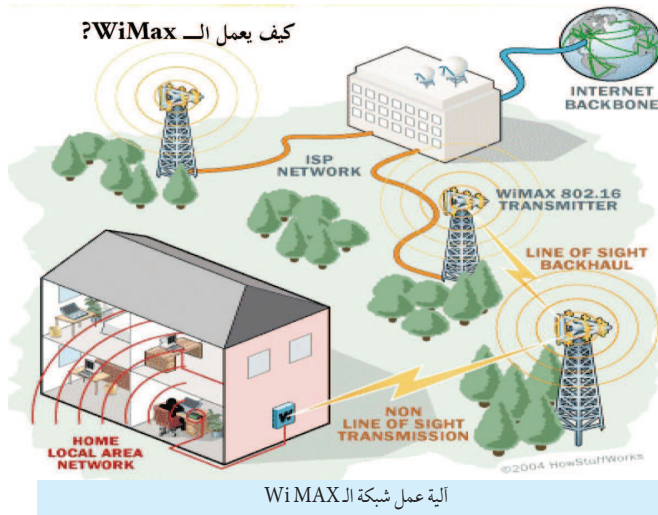 كيف يعمل الـــ WiMax?
INTERNET
BACKBONE
ISP
NETWORK
WiMAX 802.16
TRANSMITTER
LINE OF SIGHT
BACKHAUL
NON
LINE OF SIGHT
TRANSMISSION
HOME
LOCAL AREA
NETWORK
©2004 HowStuffWorks
آلية عمل شبكة الـ Wi MAX